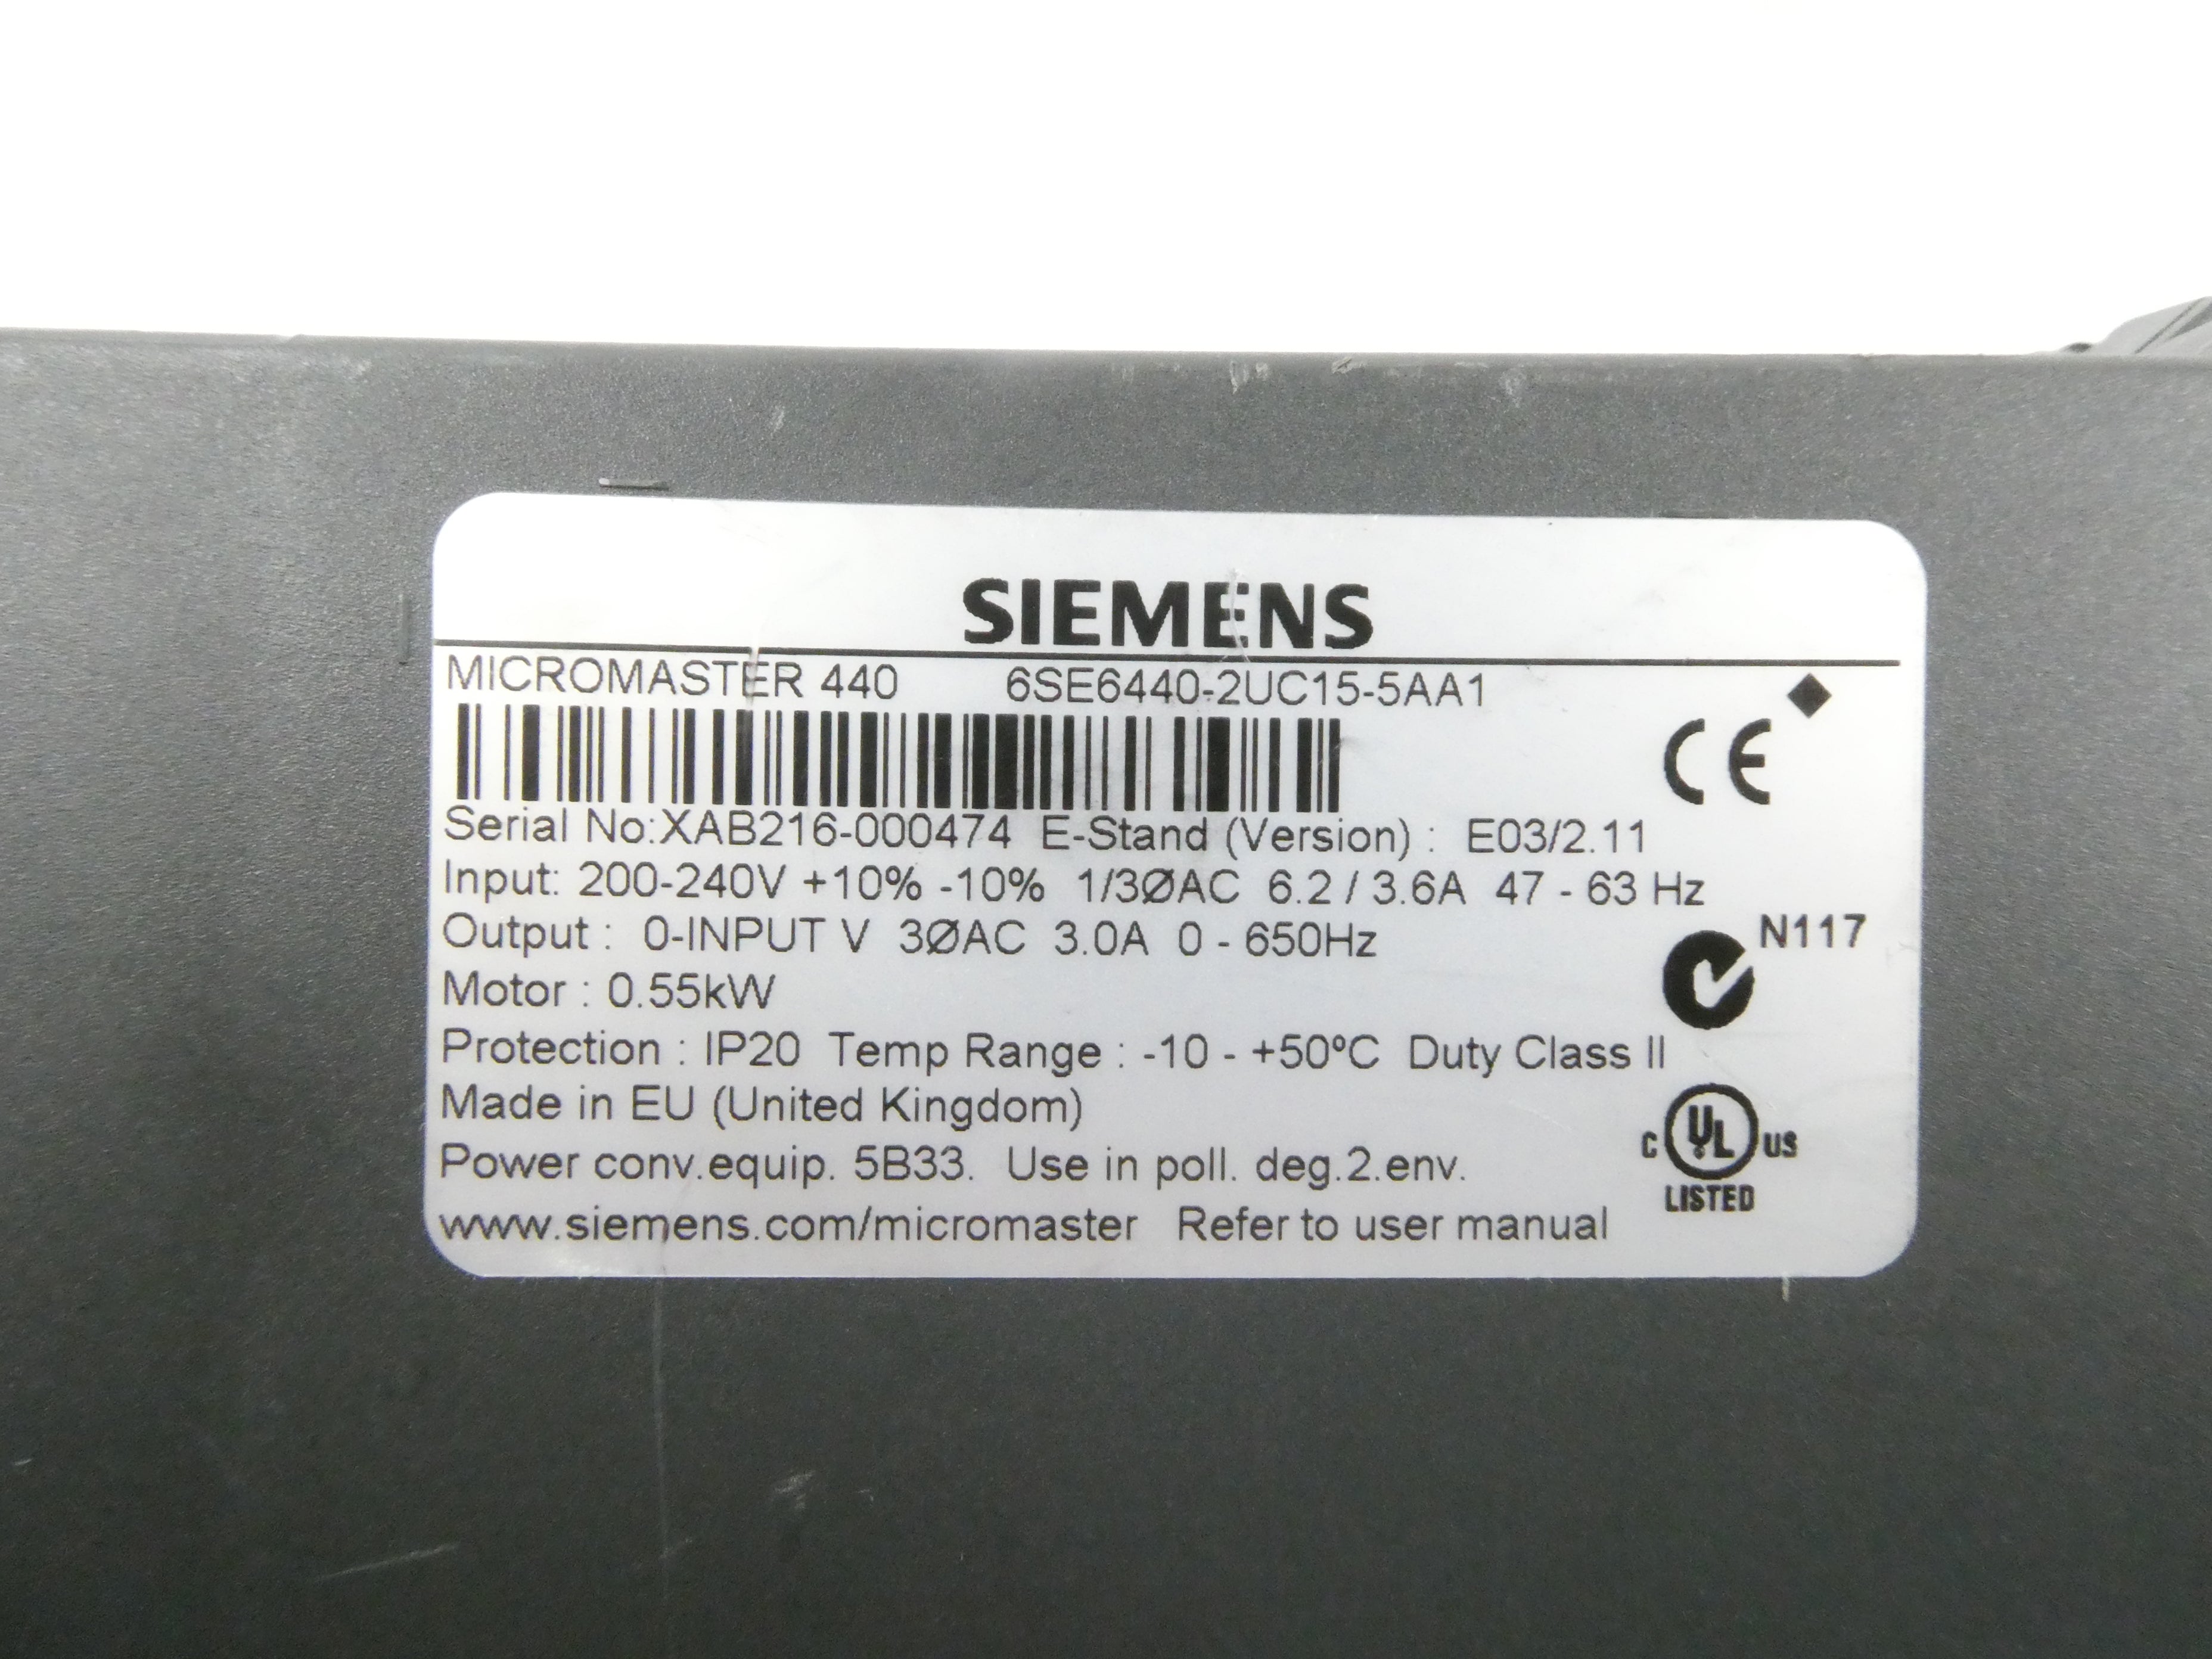 SIEMENS
MICROMASTER 440 6SE6440-2UC15-5AA1
CE
Serial No:XAB216-000474 E-Stand (Version) : E03/2.11
Input: 200-240V +10% -10% 1/3ØAC 6.2 / 3.6A 47 - 63 Hz
Output : 0-INPUT V 3ØAC 3.0A 0 - 650Hz
N117
Motor : 0.55kW
Protection : IP20 Temp Range : -10 - +50ºC Duty Class II
Made in EU (United Kingdom)
C UL US
LISTED
Power conv.equip. 5B33. Use in poll. deg.2.env.
www.siemens.com/micromaster Refer to user manual